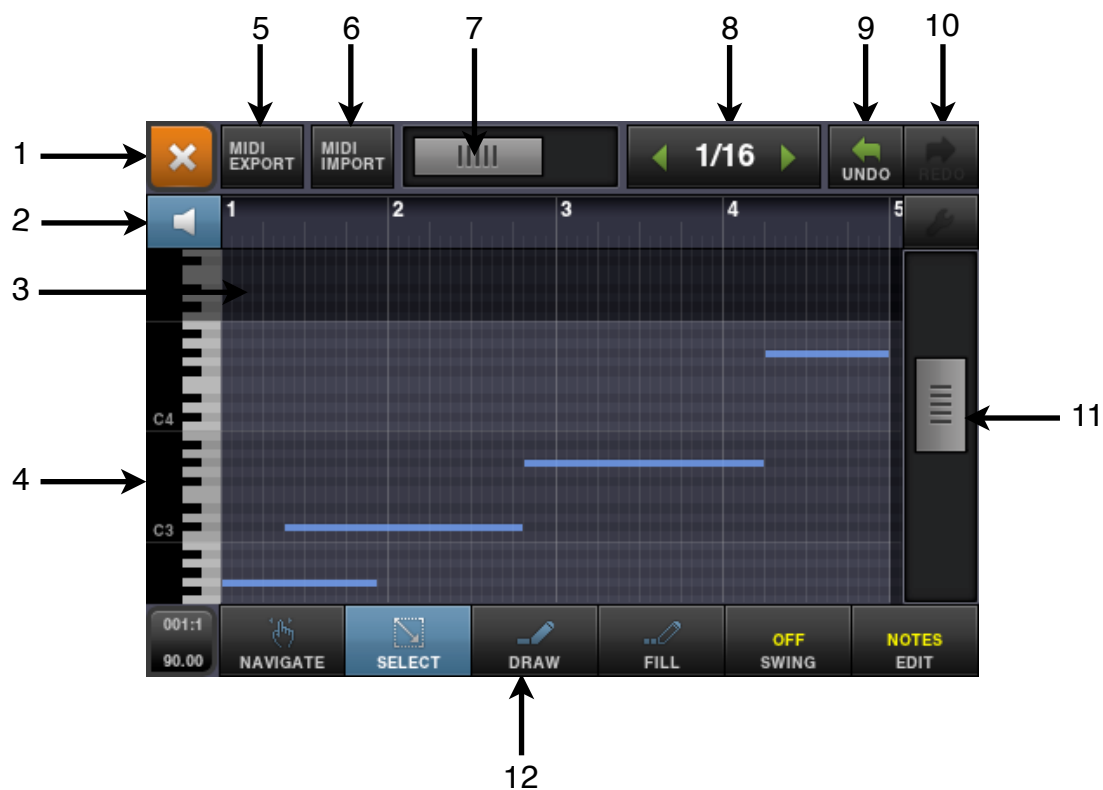 5 6 7 8 9 10
1
MIDI EXPORT
MIDI IMPORT
1/16
UNDO
REDO
2
1 2 3 4 5
3
C4
11
4
C3
001:1
90.00
NAVIGATE
SELECT
DRAW
FILL
OFF
SWING
NOTES
EDIT
12